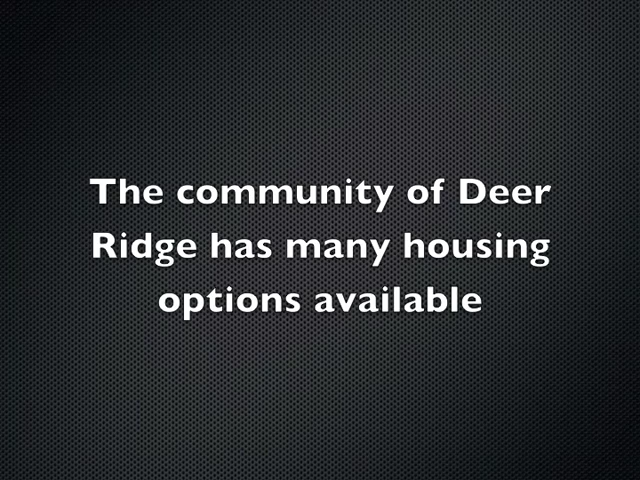 The community of Deer
Ridge has many housing
options available